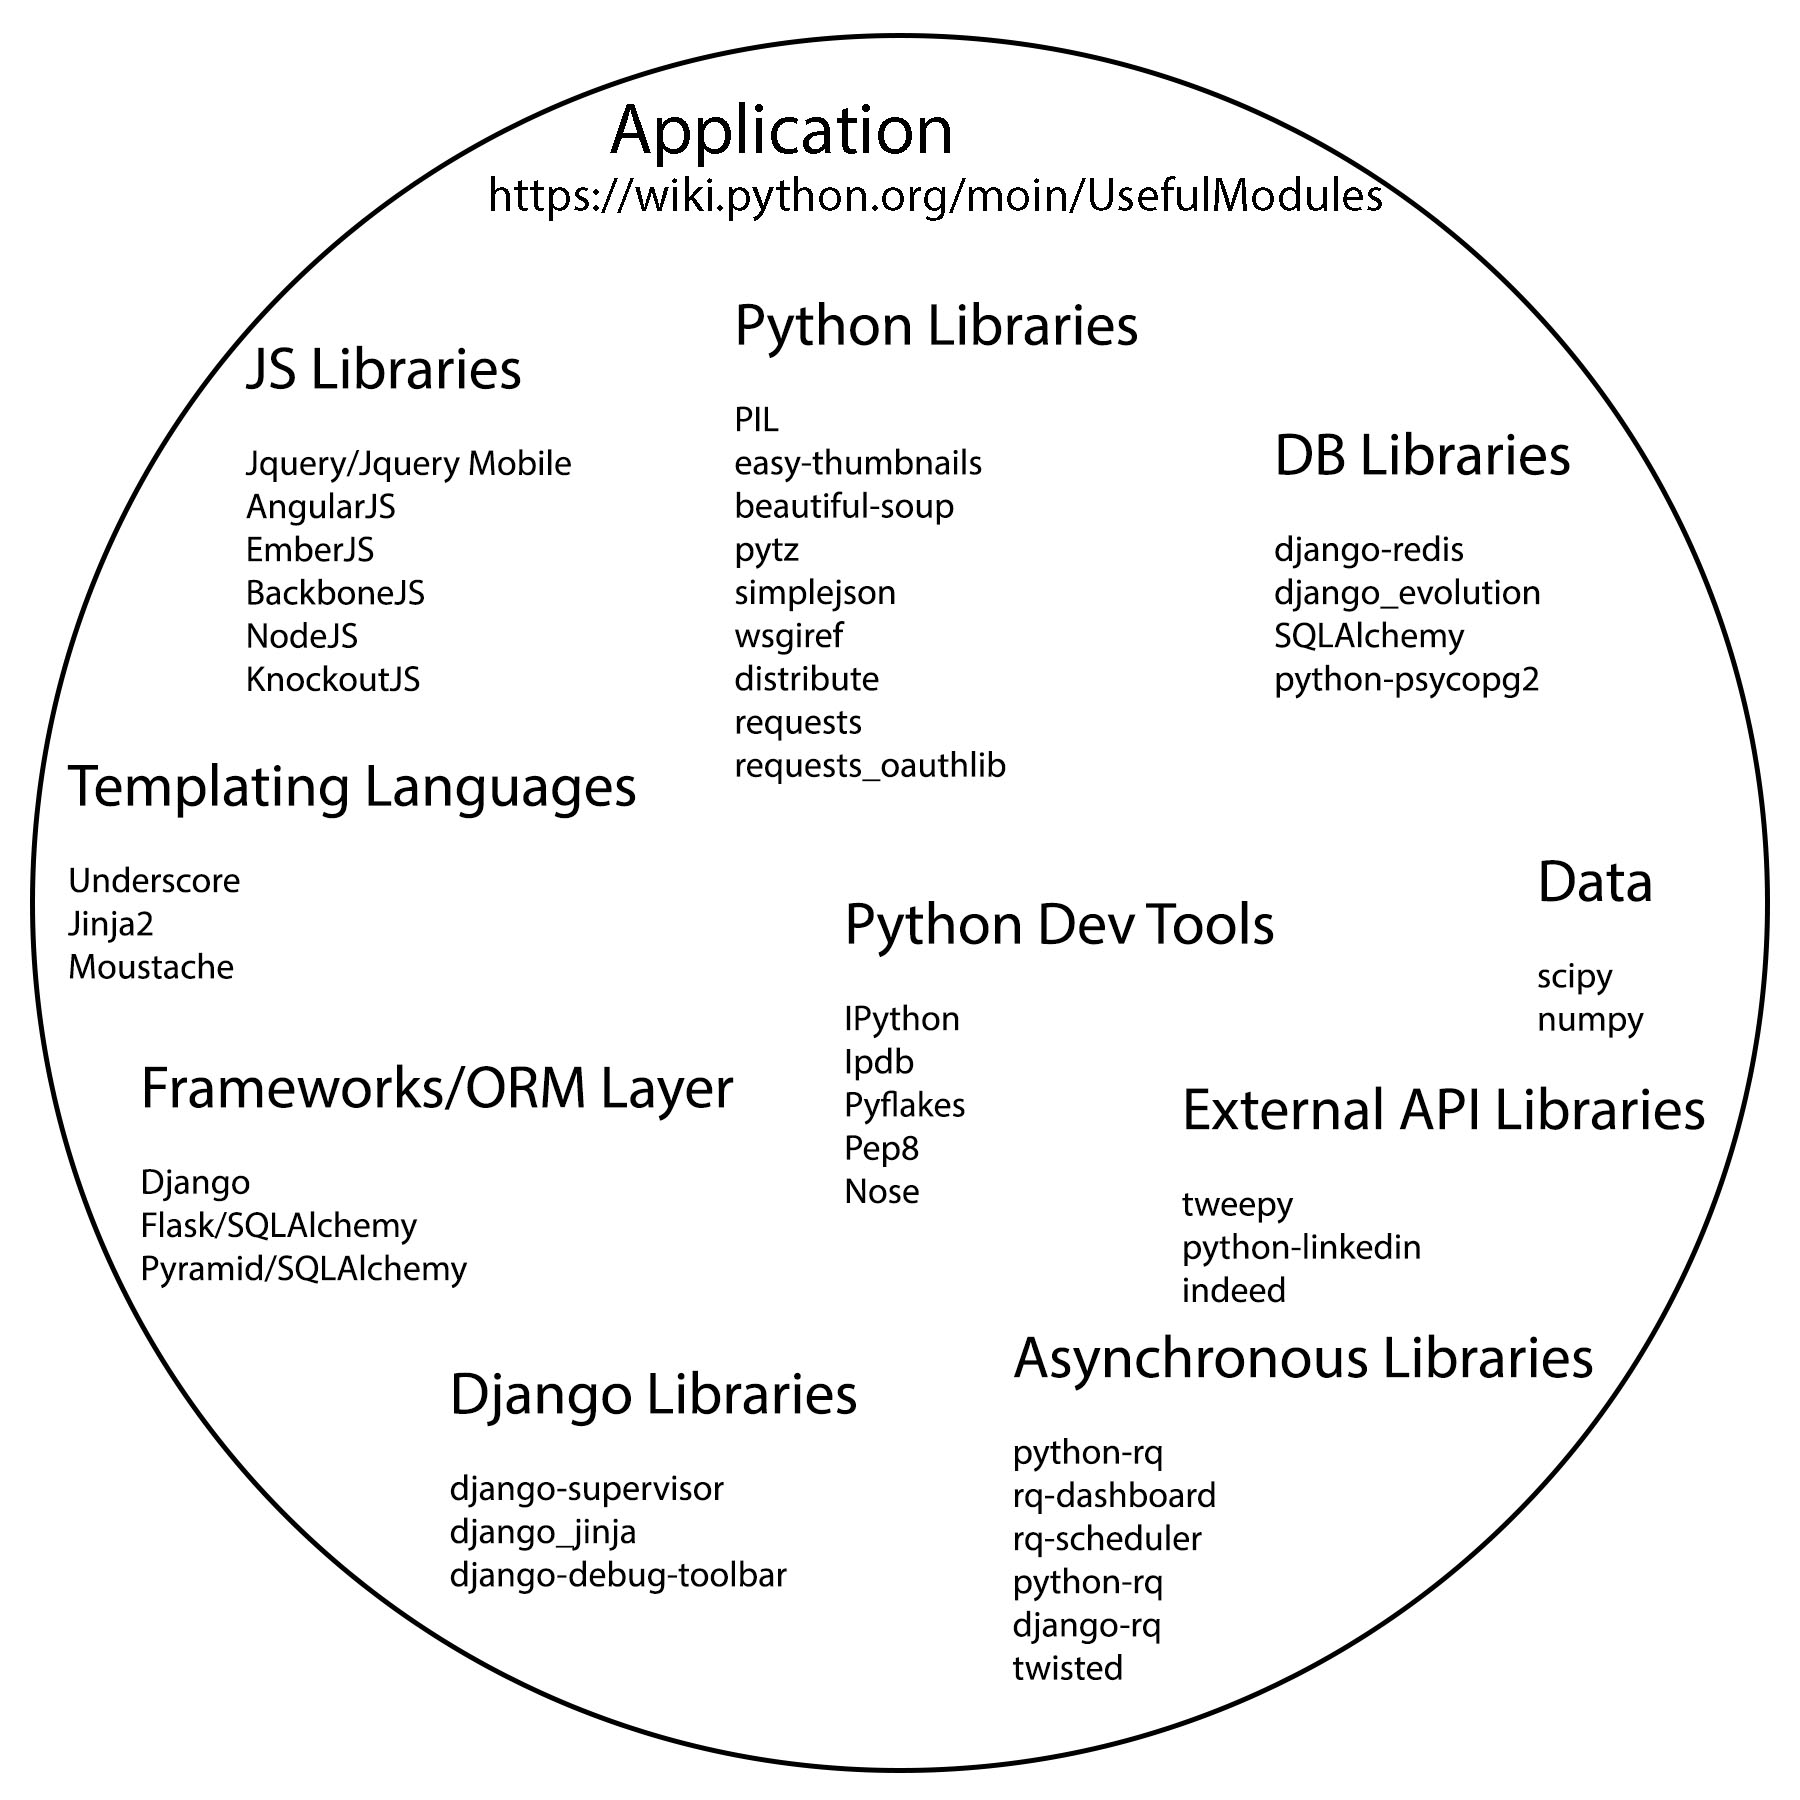 Application
https://wiki.python.org/moin/UsefulModules
JS Libraries
Jquery/Jquery Mobile
AngularJS
EmberJS
BackboneJS
NodeJS
KnockoutJS
Python Libraries
PIL
easy-thumbnails
beautiful-soup
pytz
simplejson
wsgiref
distribute
requests
requests_oauthlib
DB Libraries
django-redis
django_evolution
SQLAlchemy
python-psycopg2
Templating Languages
Underscore
Jinja2
Moustache
Python Dev Tools
IPython
Ipdb
Pyflakes
Pep8
Nose
Data
scipy
numpy
Frameworks/ORM Layer
Django
Flask/SQLAlchemy
Pyramid/SQLAlchemy
External API Libraries
tweepy
python-linkedin
indeed
Django Libraries
django-supervisor
django_jinja
django-debug-toolbar
Asynchronous Libraries
python-rq
rq-dashboard
rq-scheduler
python-rq
django-rq
twisted